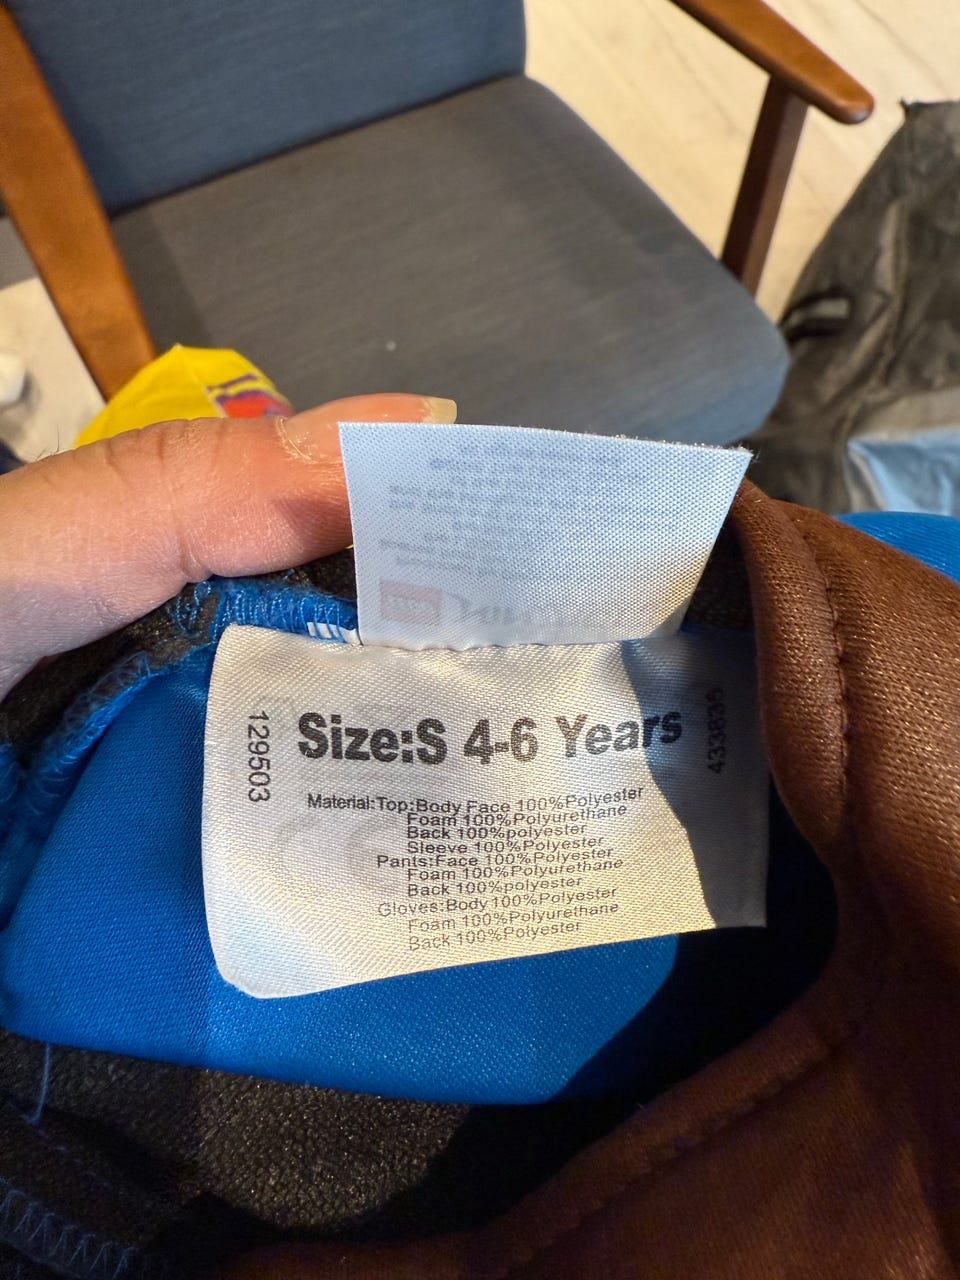 Size:S 4-6 Years
129503
433835
Material:Top:Body Face 100%Polyester
Foam 100%Polyurethane
Back 100%polyester
Sleeve 100%Polyester
Pants:Face 100%Polyester
Foam 100%Polyurethane
Back 100%polyester
Gloves:Body 100%Polyester
Foam 100%Polyurethane
Back 100%Polyester